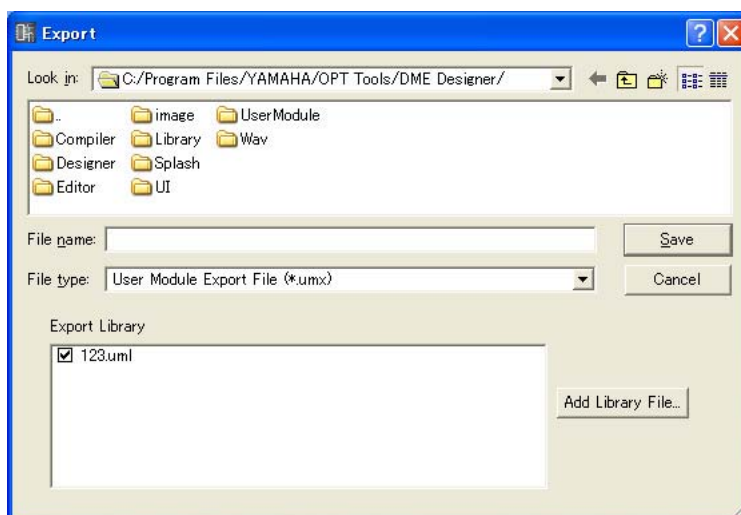 Export
Look in: C:/Program Files/YAMAHA/OPT Tools/DME Designer/
.. image UserModule
Compiler Library Wav
Designer Splash
Editor UI
File name: Save
File type: User Module Export File (*.umx) Cancel
Export Library
123.uml
Add Library File...